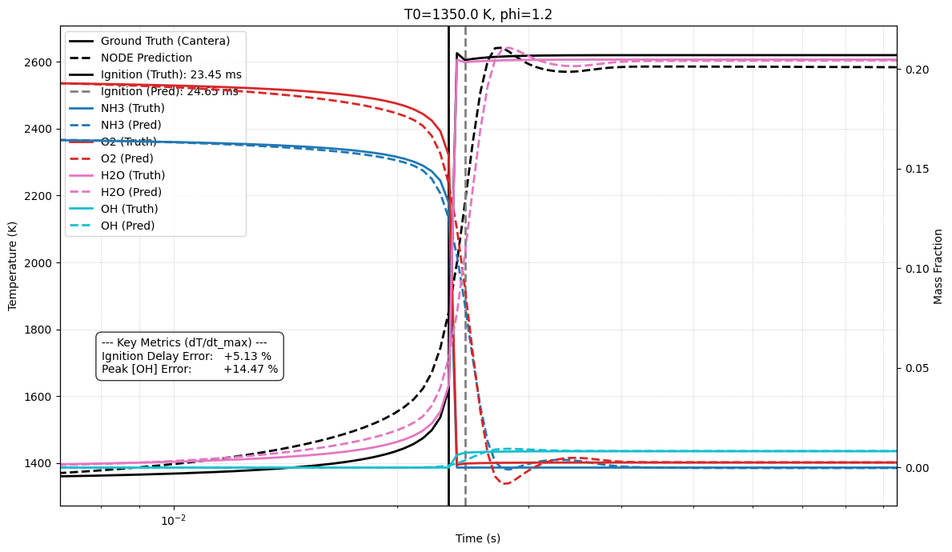 T0=1350.0 K, phi=1.2
Ground Truth (Cantera)
NODE Prediction
Ignition (Truth): 23.45 ms
Ignition (Pred): 24.65 ms
NH3 (Truth)
NH3 (Pred)
O2 (Truth)
O2 (Pred)
H2O (Truth)
H2O (Pred)
OH (Truth)
OH (Pred)
--- Key Metrics (dT/dt_max) ---
Ignition Delay Error: +5.13 %
Peak [OH] Error: +14.47 %
Temperature (K)
2600
2400
2200
2000
1800
1600
1400
0.20
0.15
0.10
0.05
0.00
Mass Fraction
10⁻²
Time (s)